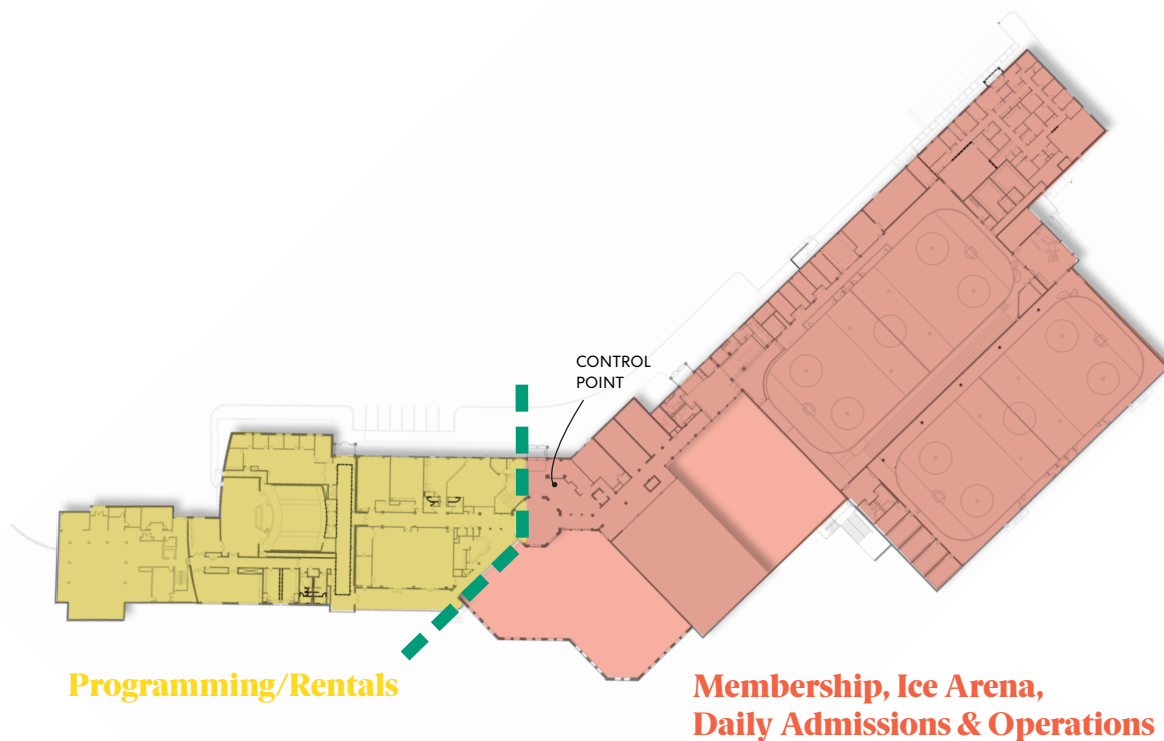 CONTROL
POINT
Programming/Rentals
Membership, Ice Arena,
Daily Admissions & Operations